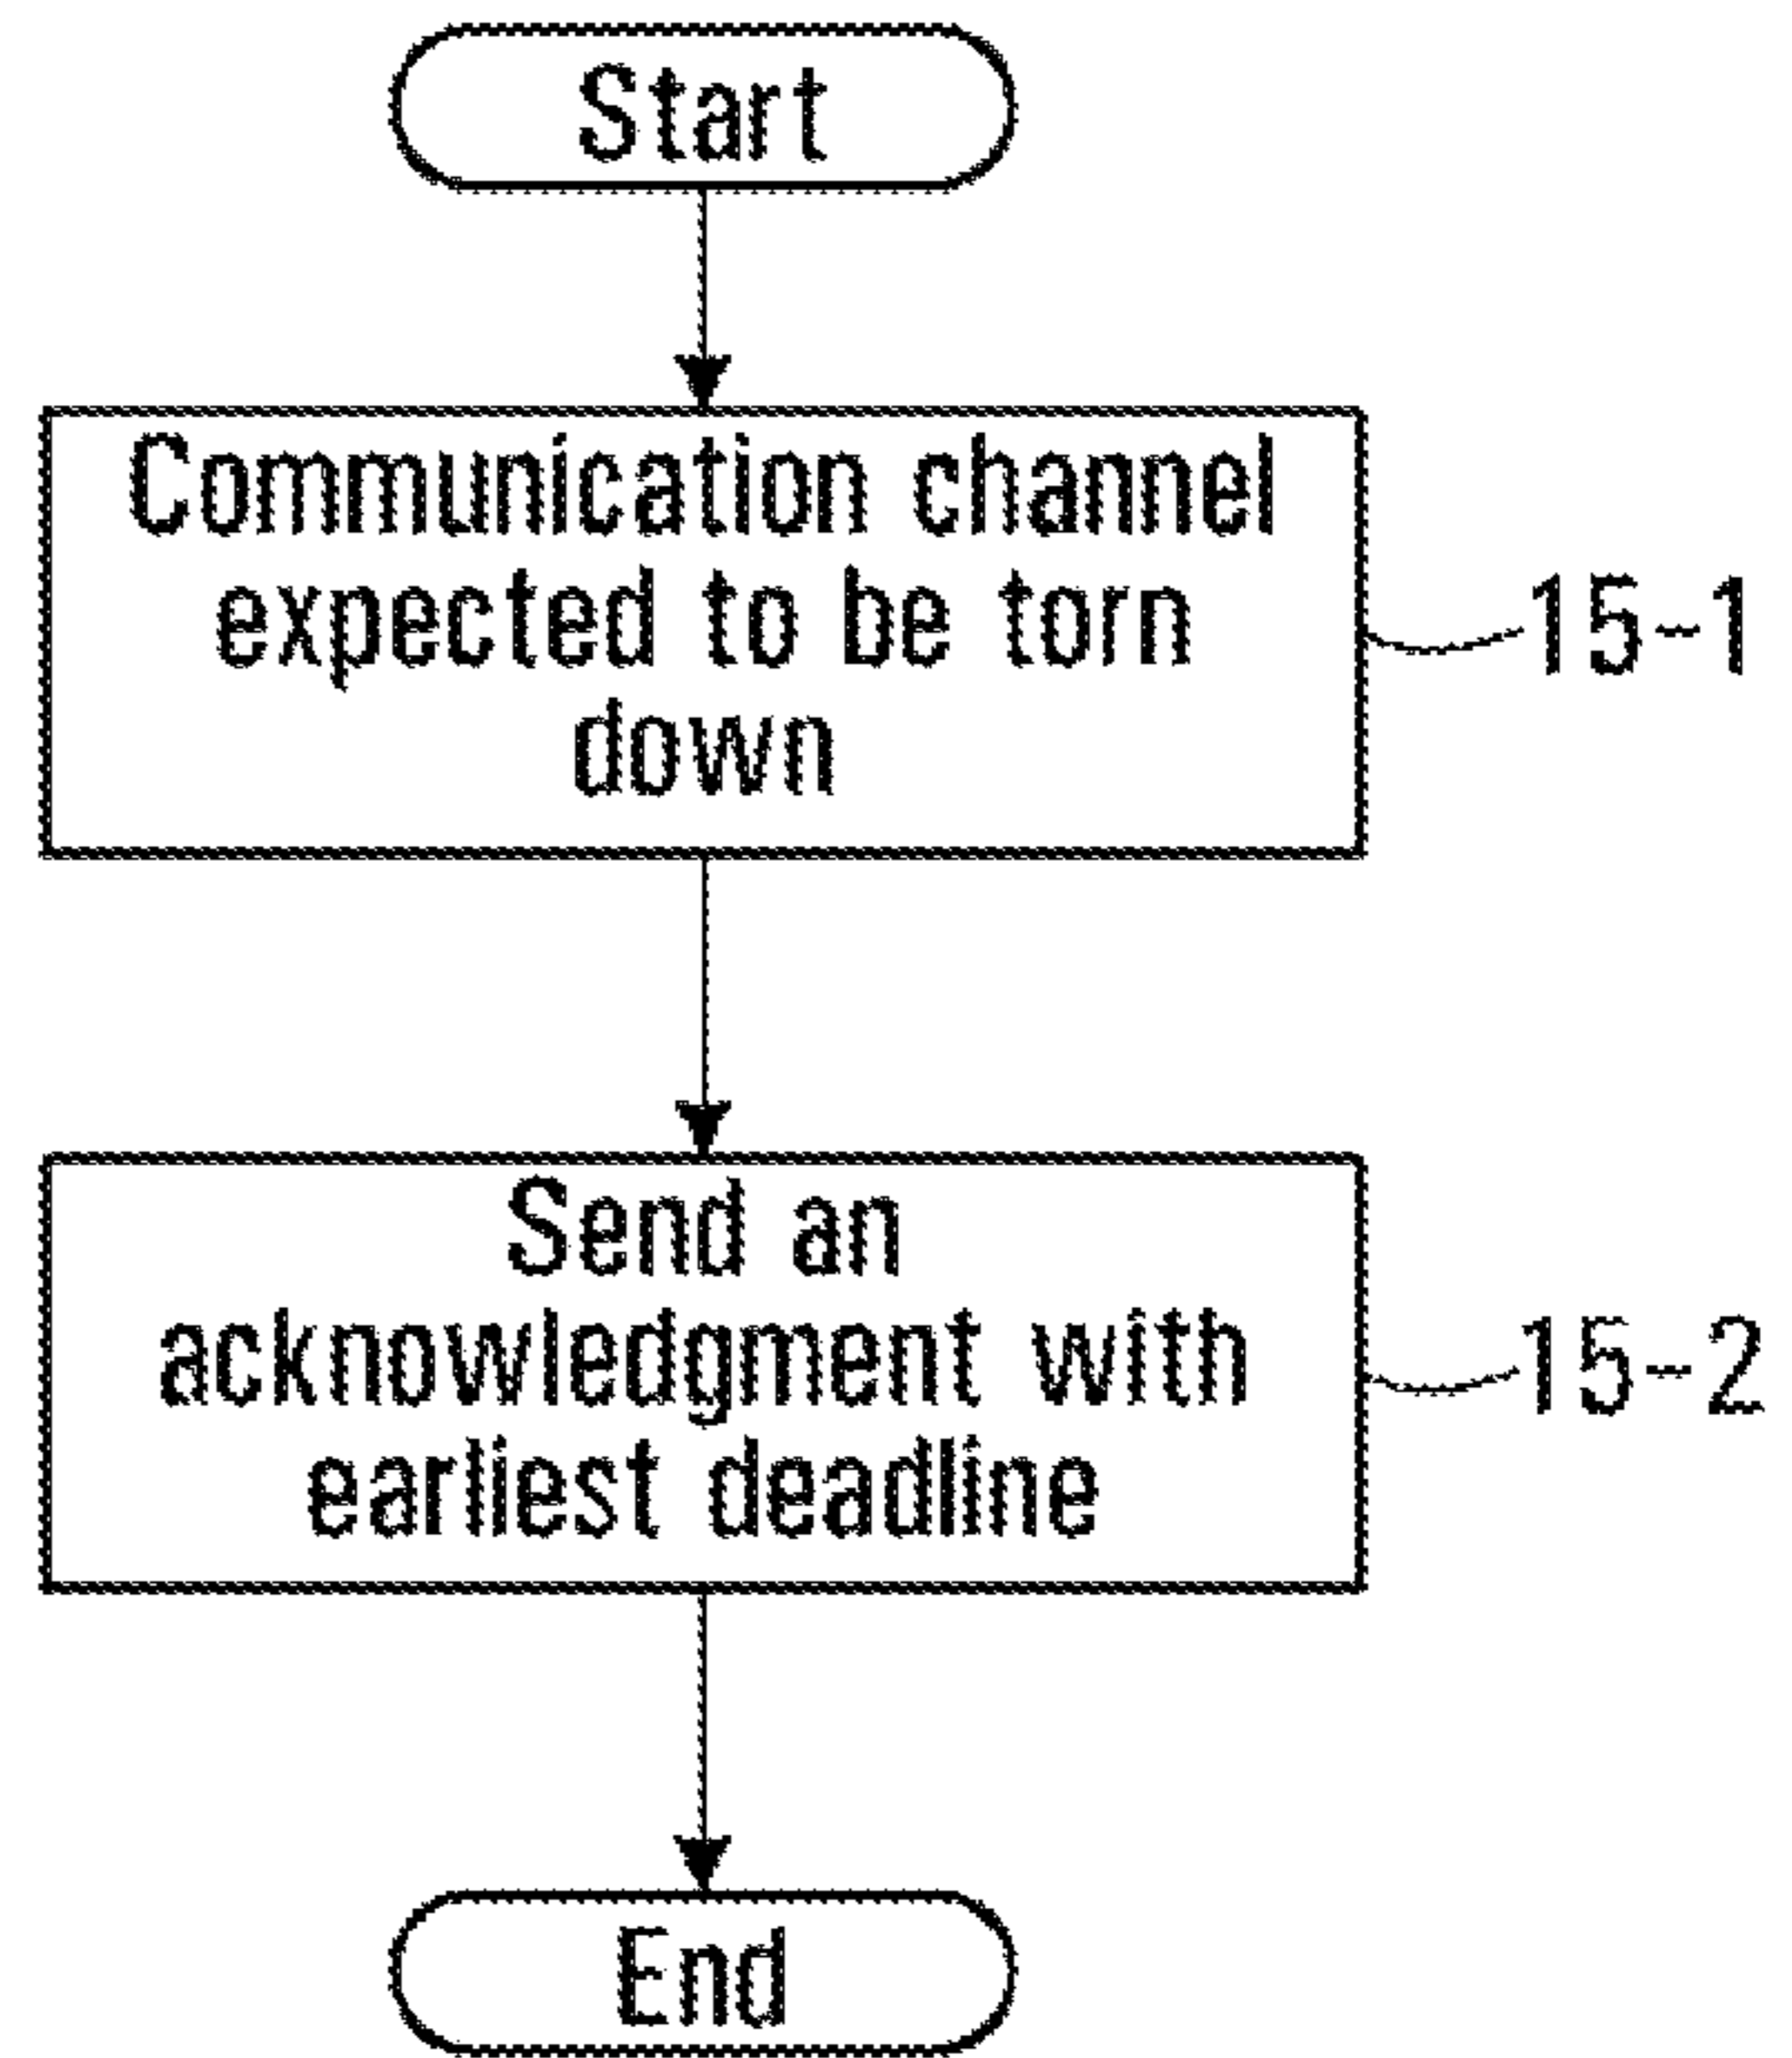 Start
Communication channel
expected to be torn
down
15-1
Send an
acknowledgment with
earliest deadline
15-2
End